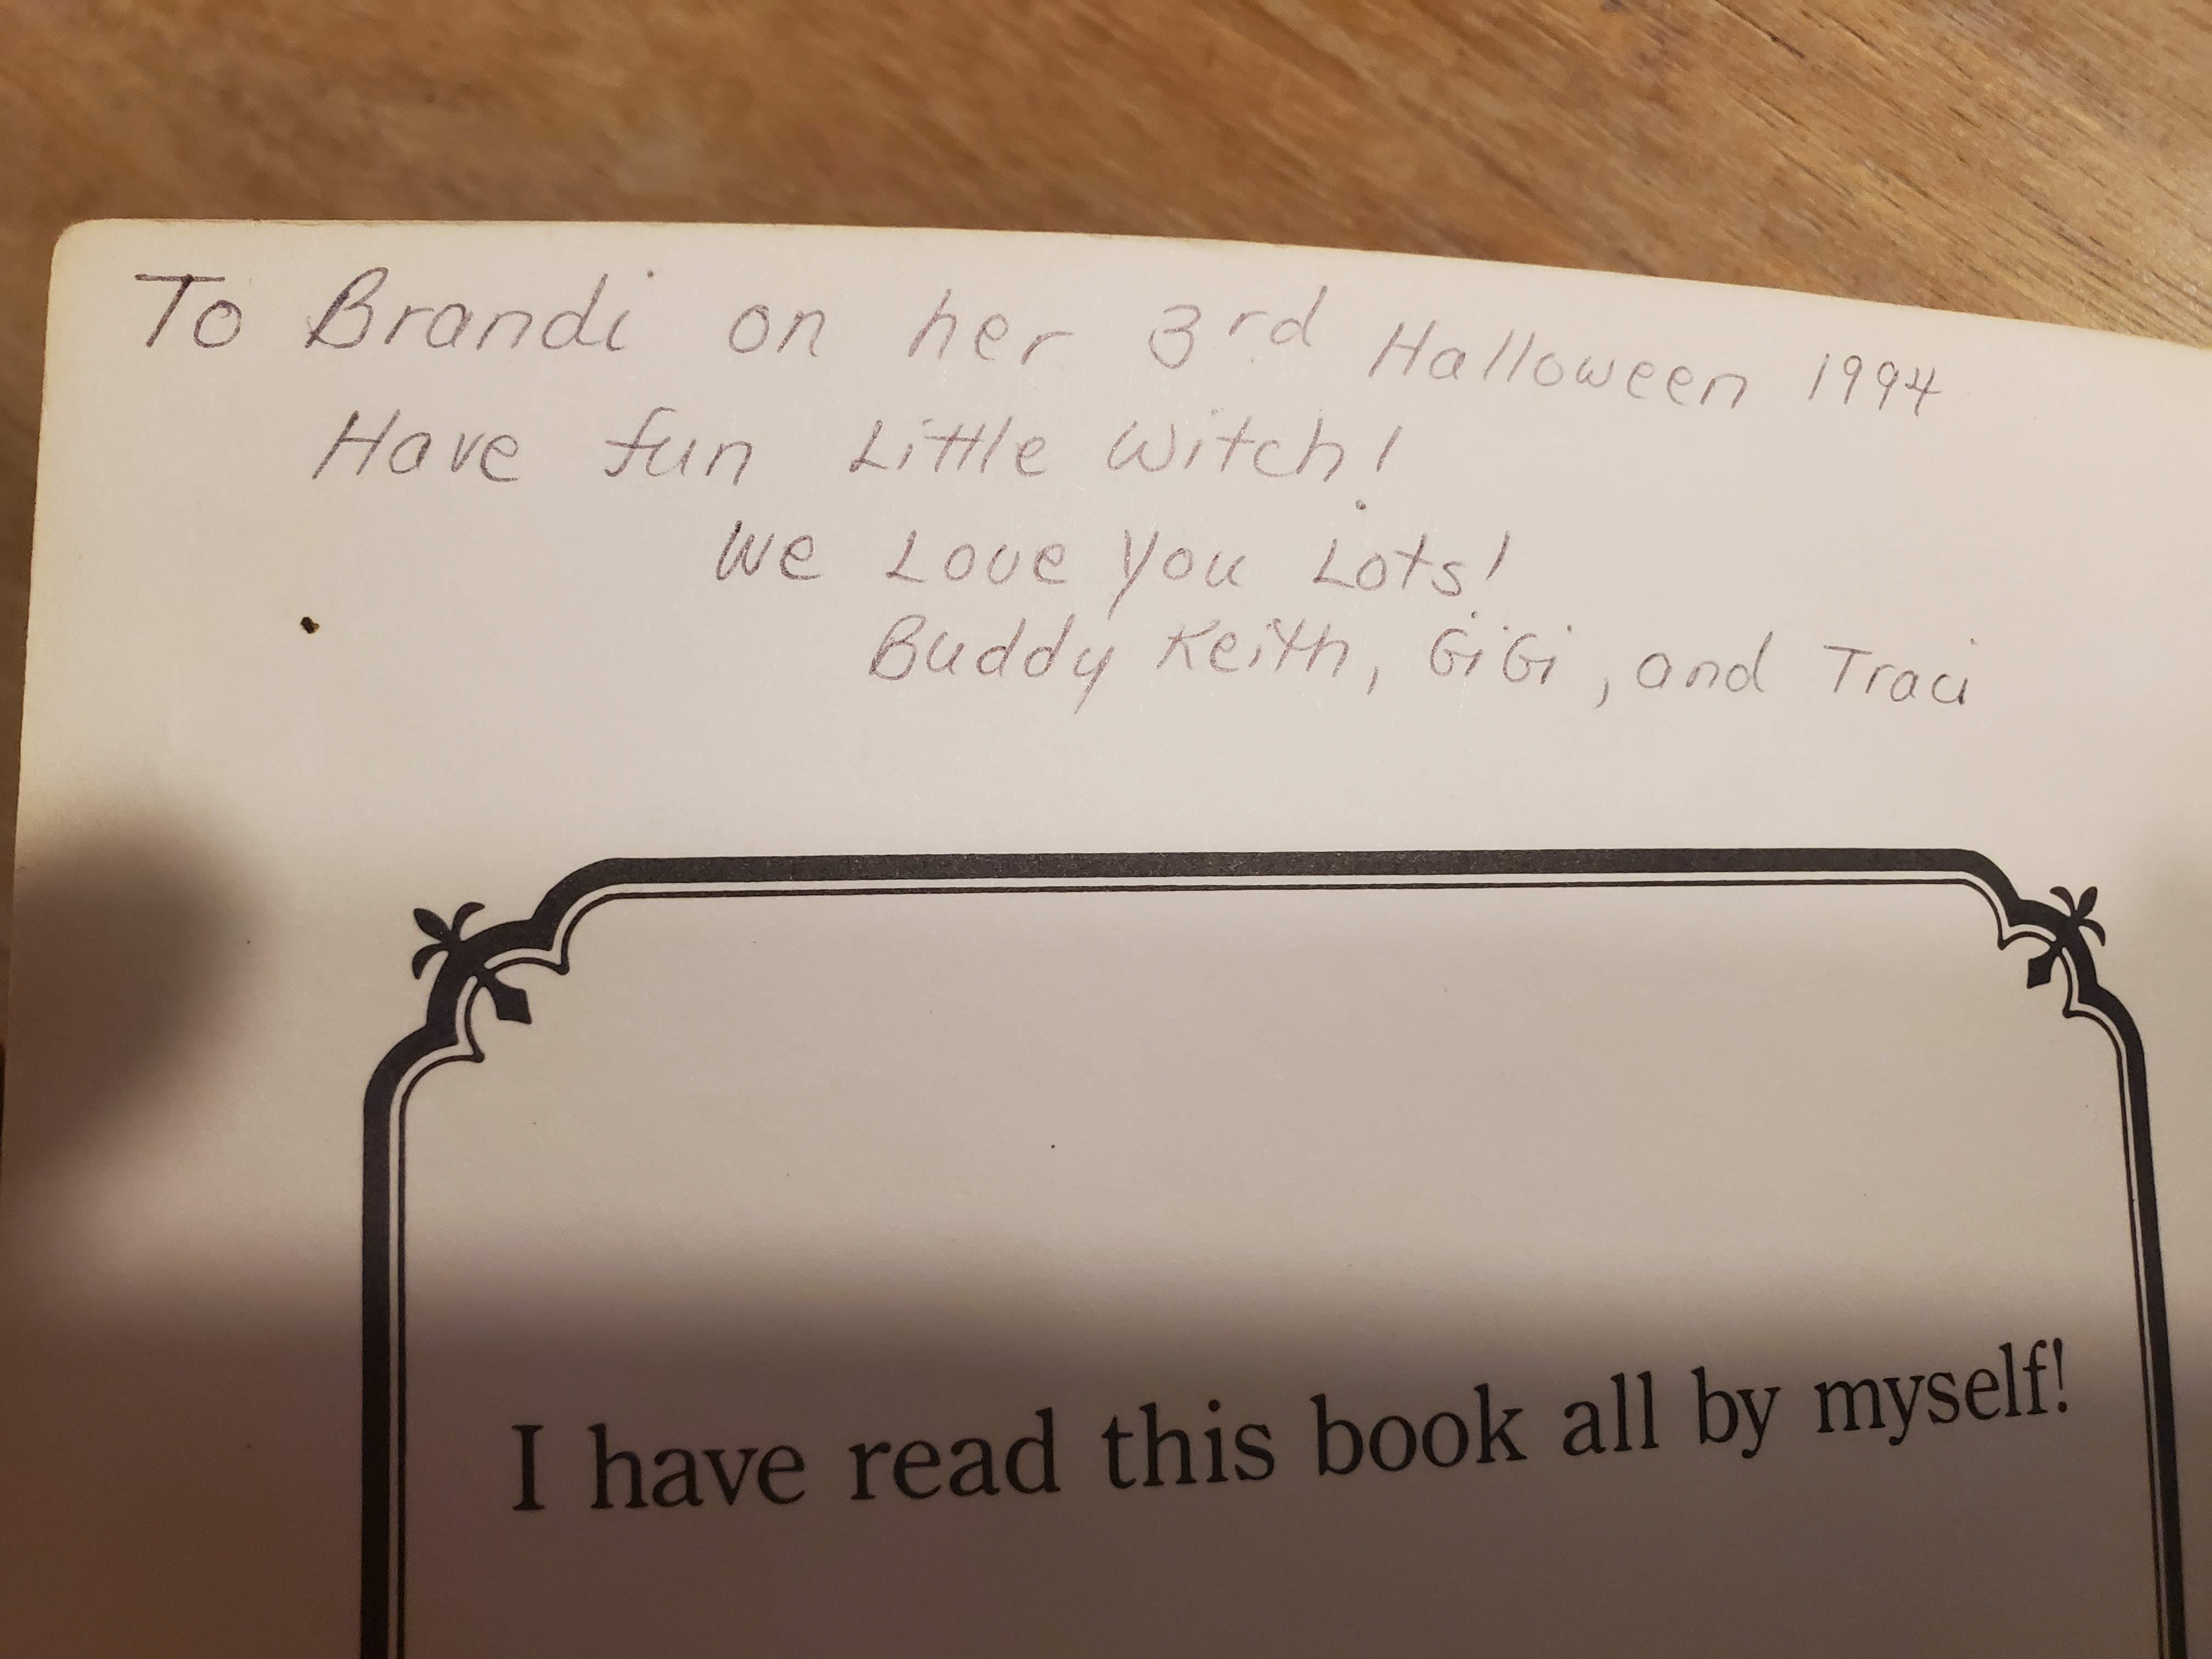 To Brandi on her 3rd Halloween 1994
Have fun Little witch!
We Love you Lots!
Buddy Keith, GiGi, and Traci
I have read this book all by myself!